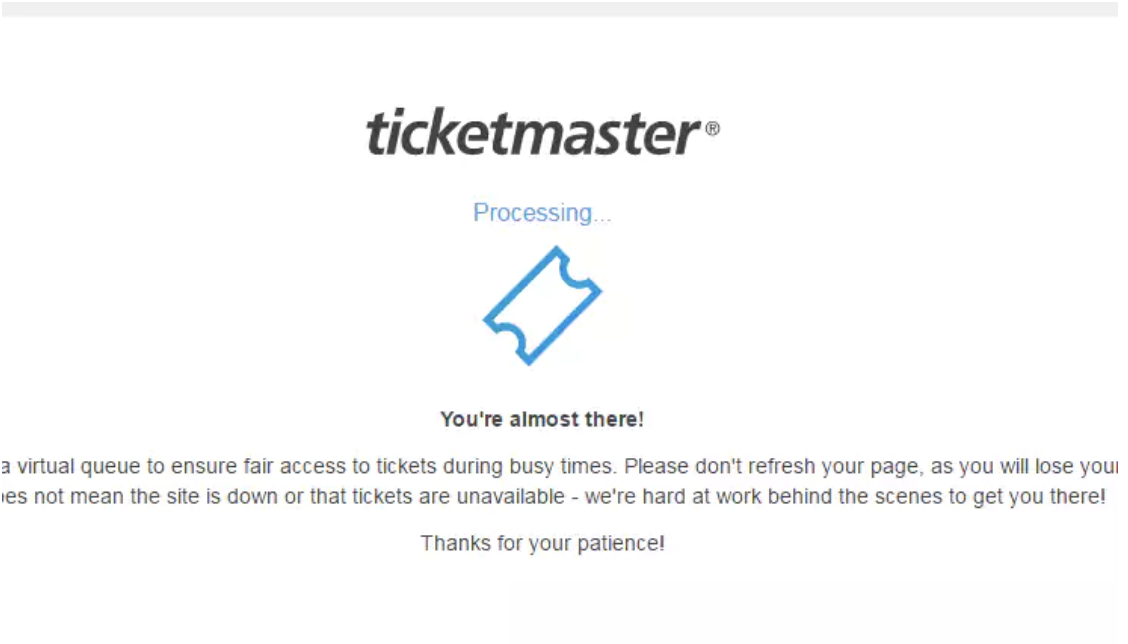 ticketmaster®
Processing...
You're almost there!
a virtual queue to ensure fair access to tickets during busy times. Please don't refresh your page, as you will lose your
not mean the site is down or that tickets are unavailable - we're hard at work behind the scenes to get you there!
Thanks for your patience!